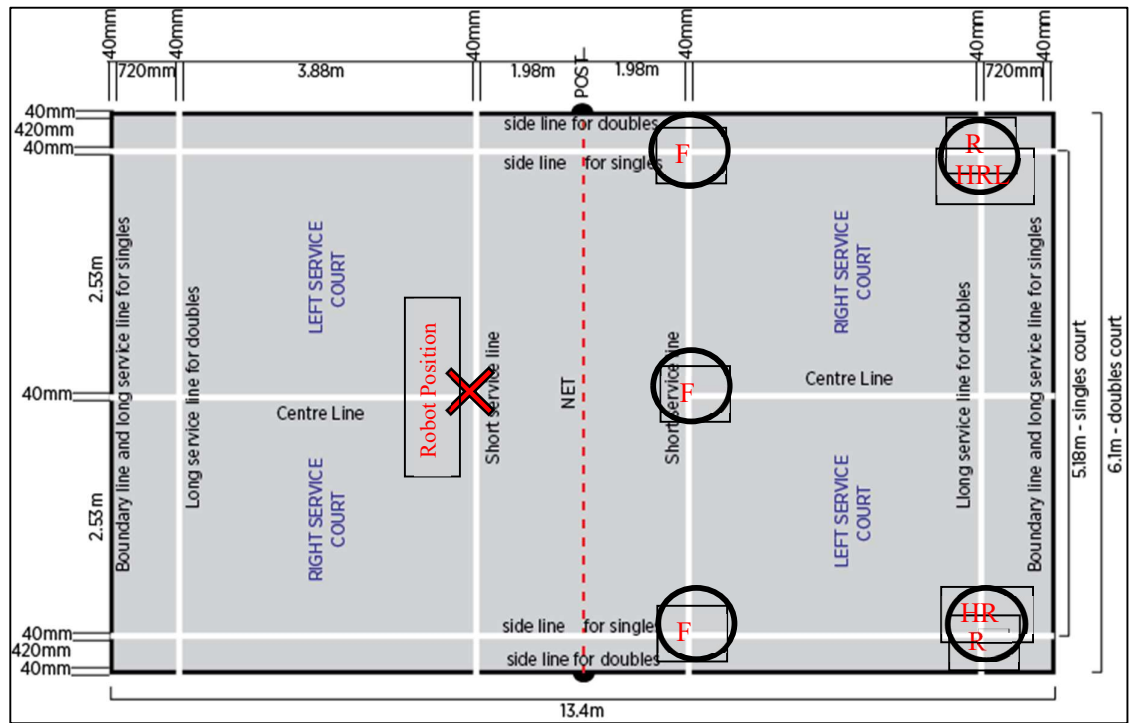 40mm
40mm
40mm
40mm
40mm
40mm
720mm
3.88m
1.98m
POST
1.98m
720mm
40mm
420mm
40mm
side line for doubles
side line for singles
F
R
HRL
2.53m
Boundary line and long service line for singles
Long service line for doubles
LEFT SERVICE
COURT
RIGHT SERVICE
COURT
Robot Position
Short service line
NET
Short service line
F
Centre Line
Centre Line
40mm
Llong service line for doubles
Boundary line and long service line for singles
5.18m - singles court
6.1m - doubles court
2.53m
RIGHT SERVICE
COURT
LEFT SERVICE
COURT
40mm
420mm
40mm
side line for singles
side line for doubles
F
HR
R
13.4m